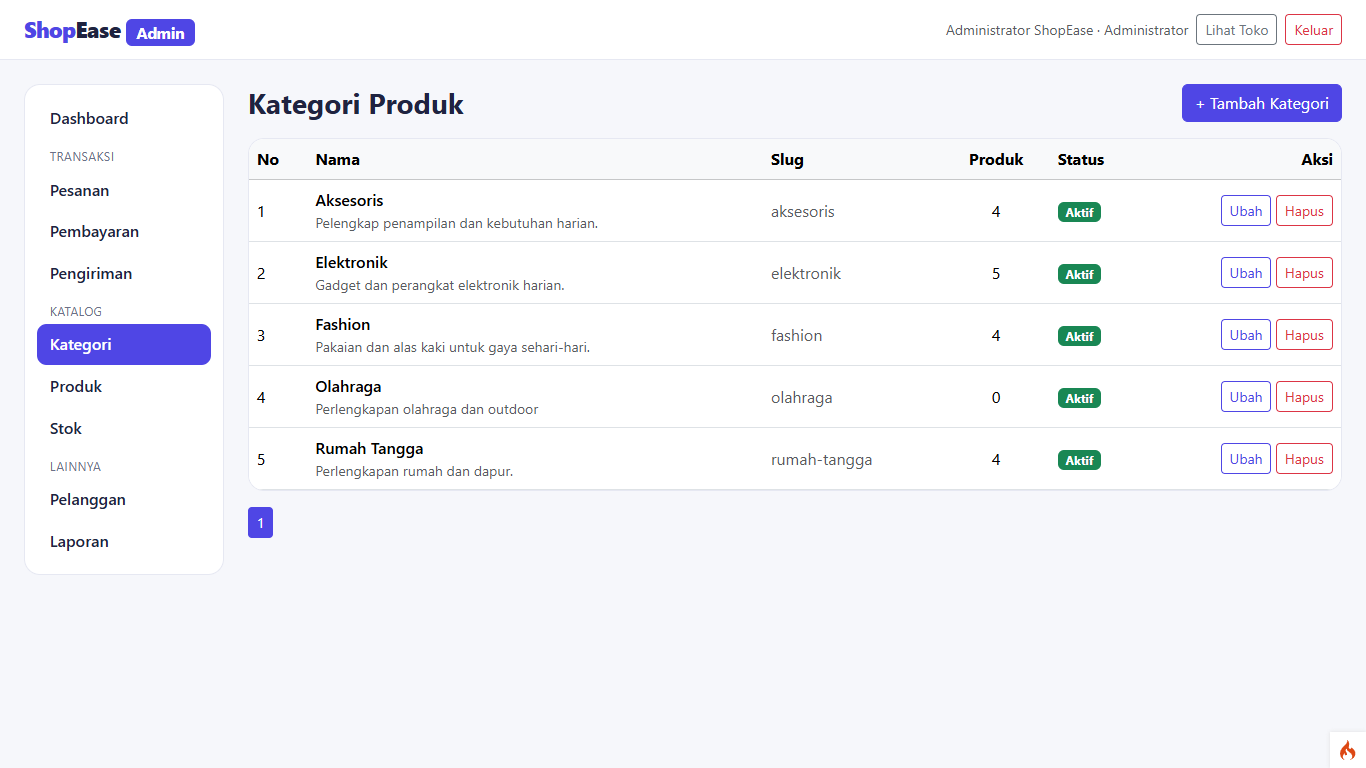 ShopEase Admin
Administrator ShopEase · Administrator Lihat Toko Keluar
Dashboard
TRANSAKSI
Pesanan
Pembayaran
Pengiriman
KATALOG
Kategori
Produk
Stok
LAINNYA
Pelanggan
Laporan
Kategori Produk
+ Tambah Kategori
No Nama Slug Produk Status Aksi
1 Aksesoris aksesoris 4 Aktif Ubah Hapus
Pelengkap penampilan dan kebutuhan harian.
2 Elektronik elektronik 5 Aktif Ubah Hapus
Gadget dan perangkat elektronik harian.
3 Fashion fashion 4 Aktif Ubah Hapus
Pakaian dan alas kaki untuk gaya sehari-hari.
4 Olahraga olahraga 0 Aktif Ubah Hapus
Perlengkapan olahraga dan outdoor
5 Rumah Tangga rumah-tangga 4 Aktif Ubah Hapus
Perlengkapan rumah dan dapur.
1